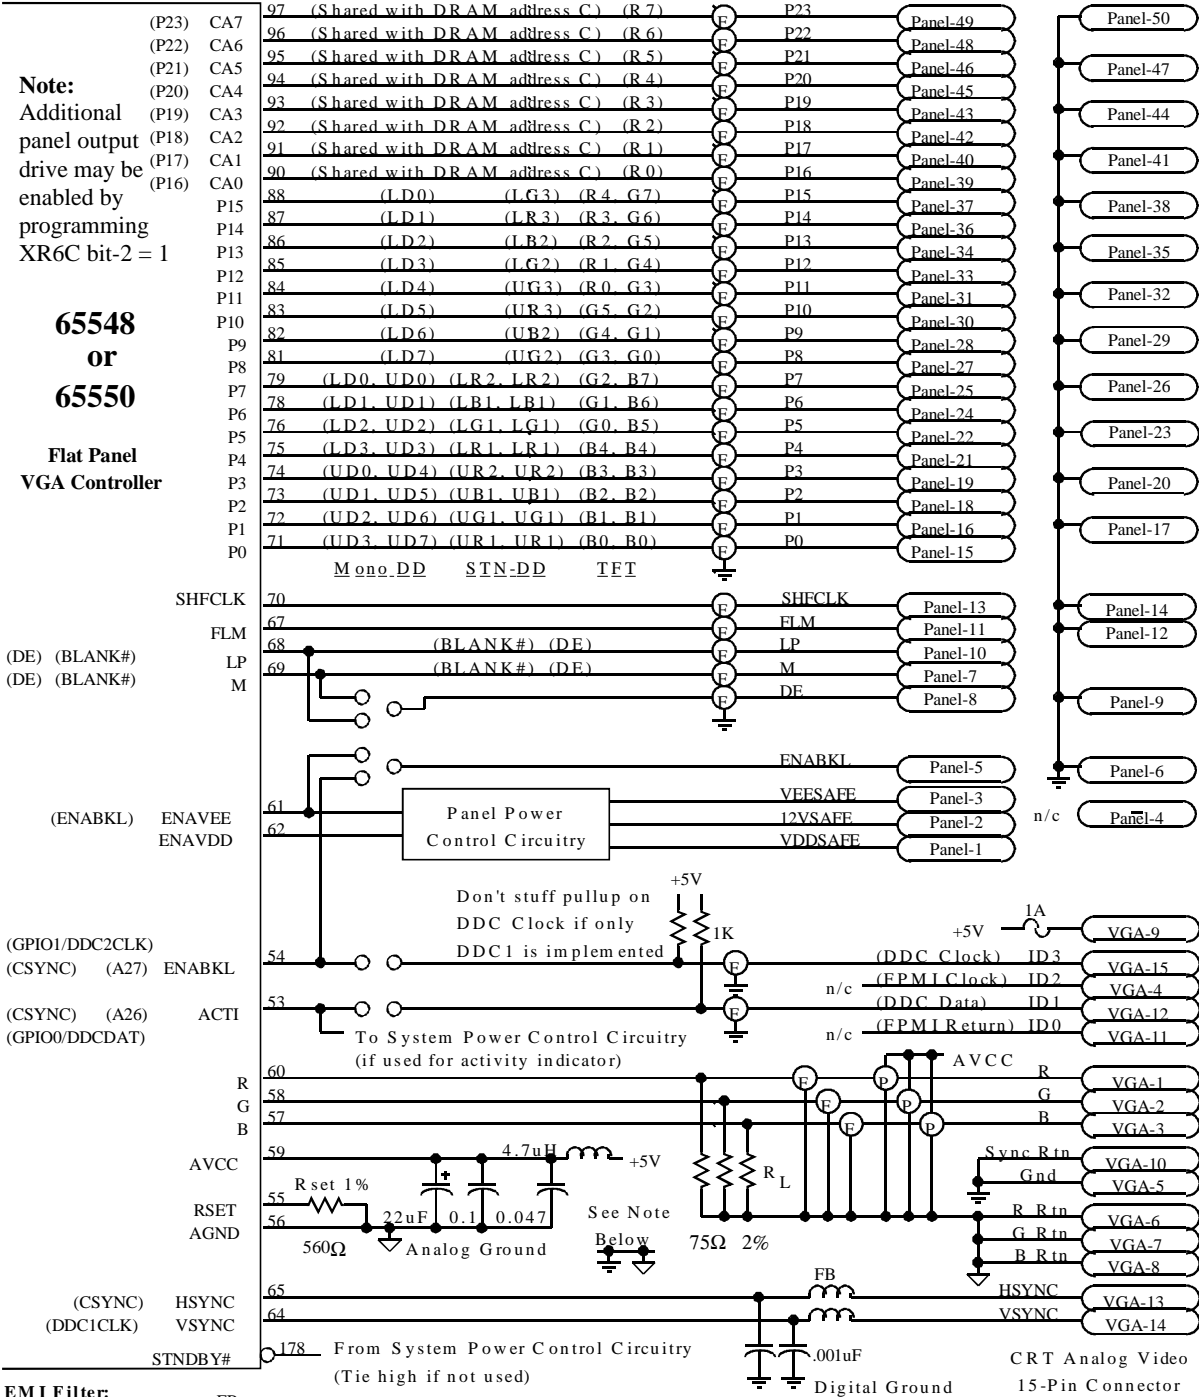 (P23) CA7 97 (Shared with DRAM address C) (R7) F P23 Panel-49 Panel-50
(P22) CA6 96 (Shared with DRAM address C) (R6) F P22 Panel-48
(P21) CA5 95 (Shared with DRAM address C) (R5) F P21 Panel-46 Panel-47
(P20) CA4 94 (Shared with DRAM address C) (R4) F P20 Panel-45
(P19) CA3 93 (Shared with DRAM address C) (R3) F P19 Panel-43 Panel-44
(P18) CA2 92 (Shared with DRAM address C) (R2) F P18 Panel-42
(P17) CA1 91 (Shared with DRAM address C) (R1) F P17 Panel-40 Panel-41
(P16) CA0 90 (Shared with DRAM address C) (R0) F P16 Panel-39
Note:
Additional
panel output
drive may be
enabled by
programming
XR6C bit-2 = 1
P15 88 (LD0) (LG3) (R4, G7) F P15 Panel-37 Panel-38
P14 87 (LD1) (LR3) (R3, G6) F P14 Panel-36
P13 86 (LD2) (LB2) (R2, G5) F P13 Panel-34 Panel-35
P12 85 (LD3) (LG2) (R1, G4) F P12 Panel-33
P11 84 (LD4) (UG3) (R0, G3) F P11 Panel-31 Panel-32
P10 83 (LD5) (UR3) (G5, G2) F P10 Panel-30
P9 82 (LD6) (UB2) (G4, G1) F P9 Panel-28 Panel-29
P8 81 (LD7) (UG2) (G3, G0) F P8 Panel-27
P7 79 (LD0, UD0) (LR2, LR2) (G2, B7) F P7 Panel-25 Panel-26
P6 78 (LD1, UD1) (LB1, LB1) (G1, B6) F P6 Panel-24
P5 76 (LD2, UD2) (LG1, LG1) (G0, B5) F P5 Panel-22 Panel-23
P4 75 (LD3, UD3) (LR1, LR1) (B4, B4) F P4 Panel-21
P3 74 (UD0, UD4) (UR2, UR2) (B3, B3) F P3 Panel-19 Panel-20
P2 73 (UD1, UD5) (UB1, UB1) (B2, B2) F P2 Panel-18
P1 72 (UD2, UD6) (UG1, UG1) (B1, B1) F P1 Panel-16 Panel-17
P0 71 (UD3, UD7) (UR1, UR1) (B0, B0) F P0 Panel-15
Mono DD STN-DD TFT
65548
or
65550
Flat Panel
VGA Controller
SHFCLK 70 F SHFCLK Panel-13 Panel-14
FLM 67 F FLM Panel-11 Panel-12
(DE) (BLANK#) LP 68 (BLANK#) (DE) F LP Panel-10
(DE) (BLANK#) M 69 (BLANK#) (DE) F M Panel-7
F DE Panel-8 Panel-9
ENABKL Panel-5 Panel-6
(ENABKL) ENAVEE 61 Panel Power VEESAFE Panel-3
12VSAFE Panel-2 n/c Panel-4
ENAVDD 62 Control Circuitry VDDSAFE Panel-1
+5V
Don't stuff pullup on
DDC Clock if only
DDC1 is implemented
1K
+5V 1A VGA-9
(GPIO1/DDC2CLK)
(CSYNC) (A27) ENABKL 54 F (DDC Clock) ID3 VGA-15
n/c (FPMI Clock) ID2 VGA-4
(CSYNC) (A26) ACTI 53 F (DDC Data) ID1 VGA-12
(GPIO0/DDCDAT)
n/c (FPMI Return) ID0 VGA-11
To System Power Control Circuitry
(if used for activity indicator)
AVCC
R 60 F P R VGA-1
G 58 F P G VGA-2
B 57 F P B VGA-3
AVCC 59 4.7uH +5V
Sync Rtn VGA-10
Gnd VGA-5
RL
RSET 55 Rset 1%
AGND 56
560Ω
22uF 0.1 0.047
Analog Ground
See Note
Below
75Ω 2%
R Rtn VGA-6
G Rtn VGA-7
B Rtn VGA-8
FB
(CSYNC) HSYNC 65 HSYNC VGA-13
(DDC1CLK) VSYNC 64 VSYNC VGA-14
STNDBY# 178 From System Power Control Circuitry
(Tie high if not used)
.001uF
Digital Ground
CRT Analog Video
15-Pin Connector
EMI Filter:
FB